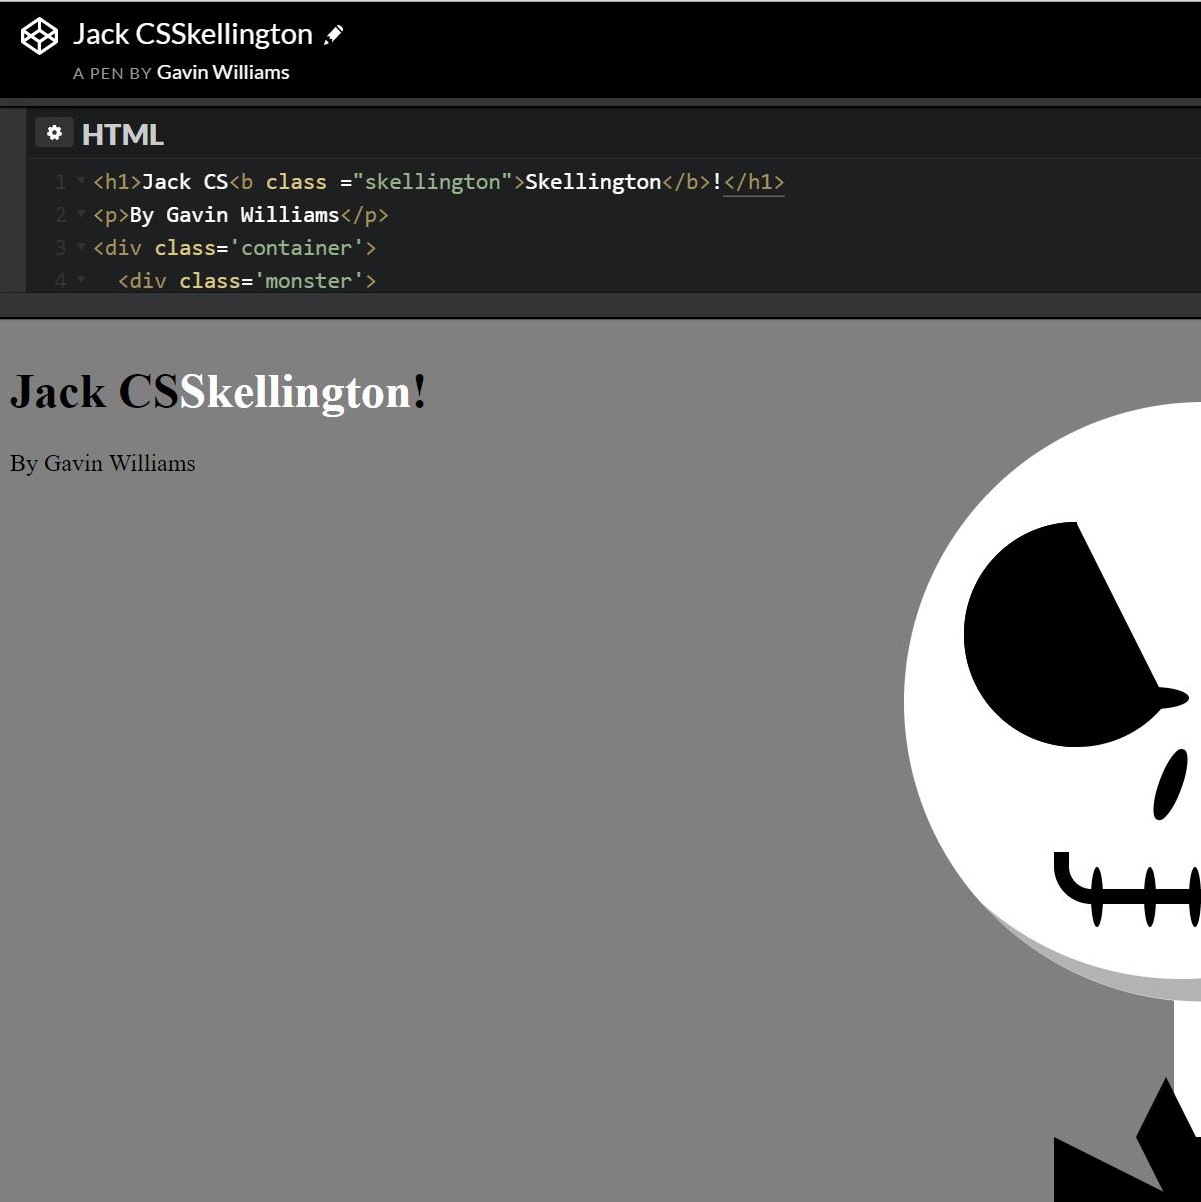 Jack CSSkellington
A PEN BY Gavin Williams
HTML
1 <h1>Jack CS<b class ="skellington">Skellington</b>!</h1>
2 <p>By Gavin Williams</p>
3 <div class='container'>
4 <div class='monster'>
Jack CSSkellington!
By Gavin Williams